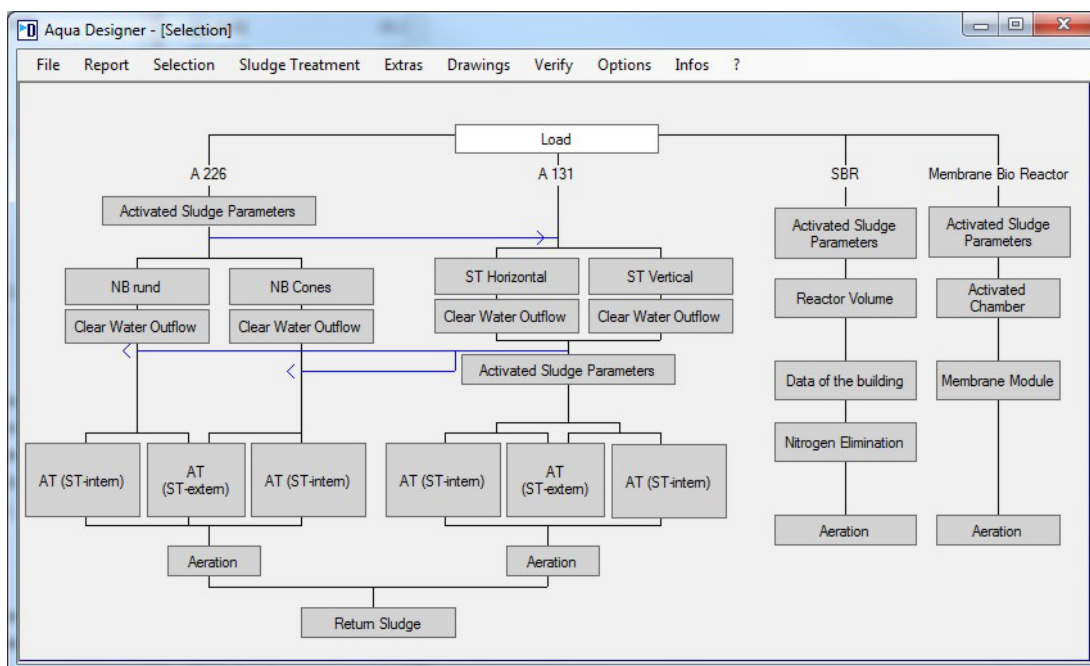 Aqua Designer - [Selection]
File Report Selection Sludge Treatment Extras Drawings Verify Options Infos ?
Load
A 226 A 131 SBR Membrane Bio Reactor
Activated Sludge Parameters
Activated Sludge
Parameters
Activated Sludge
Parameters
NB rund
NB Cones
ST Horizontal
ST Vertical
Reactor Volume
Activated
Chamber
Clear Water Outflow
Clear Water Outflow
Clear Water Outflow
Clear Water Outflow
Activated Sludge Parameters
Data of the building
Membrane Module
Nitrogen Elimination
AT (ST-intern)
AT
(ST-extern)
AT (ST-intern)
AT (ST-intern)
AT
(ST-extern)
AT (ST-intern)
Aeration
Aeration
Aeration
Aeration
Return Sludge